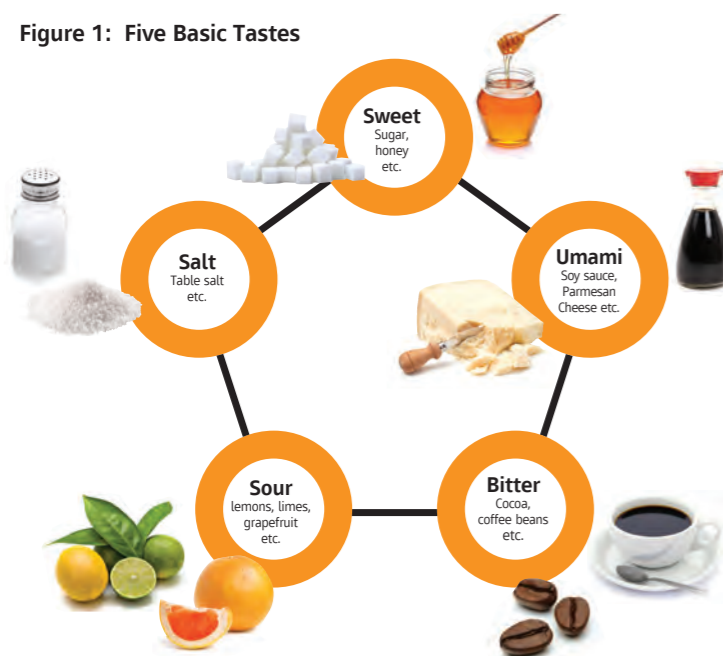 Figure 1: Five Basic Tastes
Sweet
Sugar,
honey
etc.
Salt
Table salt
etc.
Umami
Soy sauce,
Parmesan
Cheese etc.
Sour
lemons, limes,
grapefruit
etc.
Bitter
Cocoa,
coffee beans
etc.